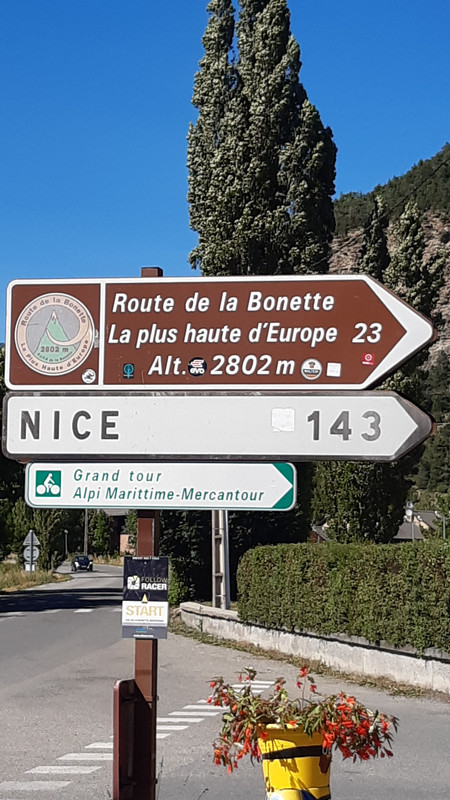 Route de la Bonette
2802 m
La Plus Haute d'Europe
Route de la Bonette
La plus haute d'Europe 23
Alt. 2802 m
evo
NICE 143
Grand tour
Alpi Marittime-Mercantour
FOLLOW
RACER
START